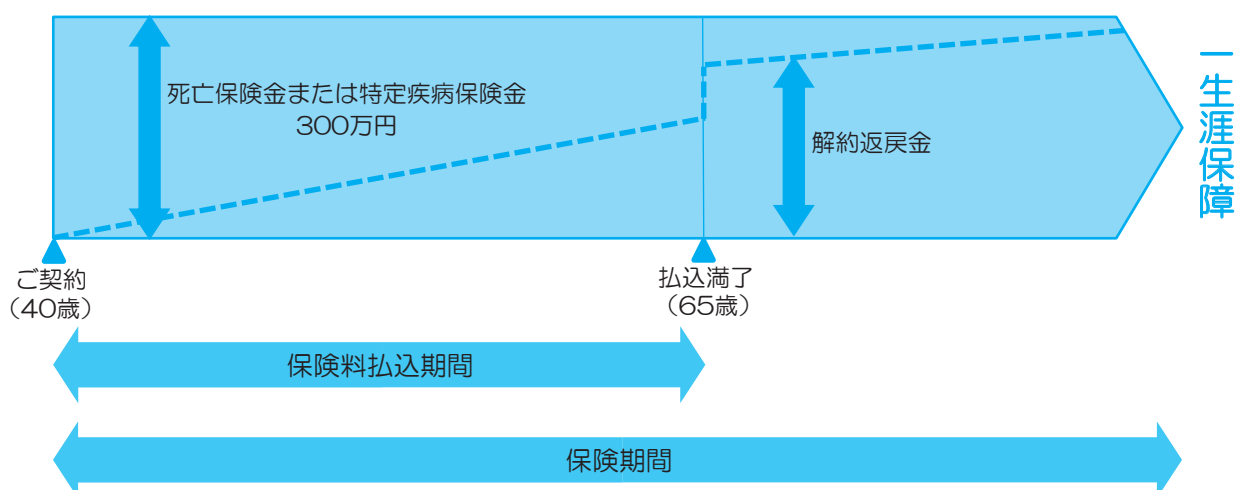 死亡保険金または特定疾病保険金
300万円
解約返戻金
一生涯保障
ご契約
（40歳）
払込満了
（65歳）
保険料払込期間
保険期間